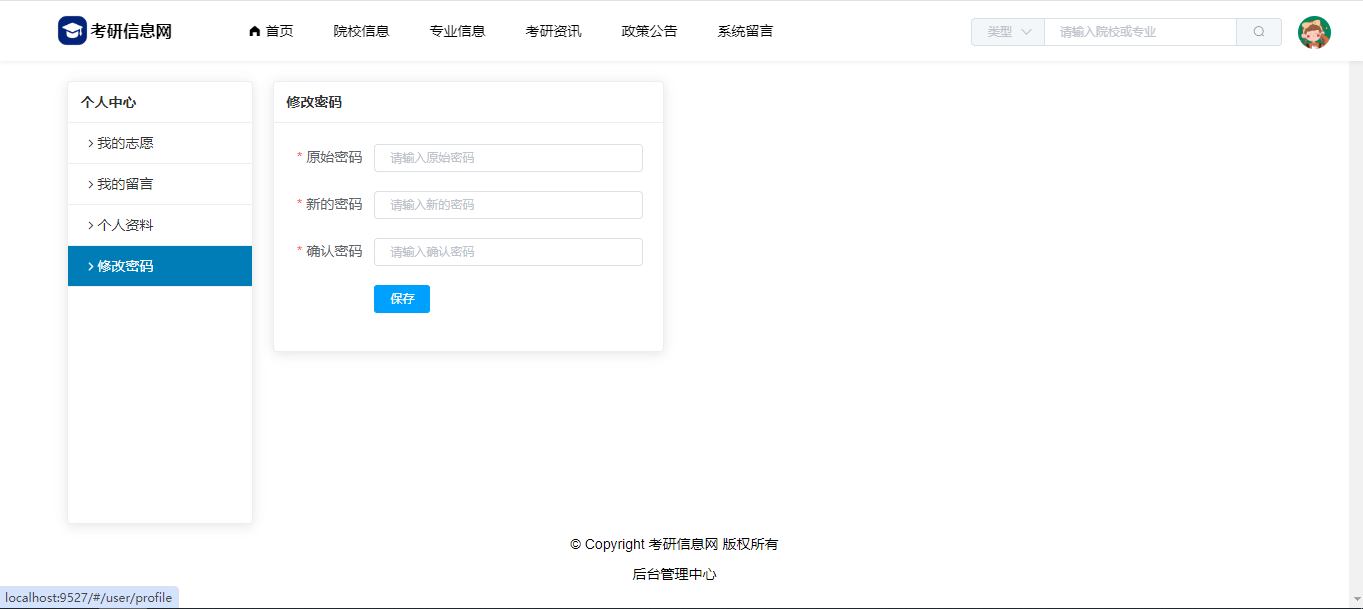 考研信息网
首页 院校信息 专业信息 考研资讯 政策公告 系统留言
类型 请输入院校或专业
个人中心
我的志愿
我的留言
个人资料
修改密码
修改密码
* 原始密码 请输入原始密码
* 新的密码 请输入新的密码
* 确认密码 请输入确认密码
保存
© Copyright 考研信息网 版权所有
后台管理中心
localhost:9527/#/user/profile